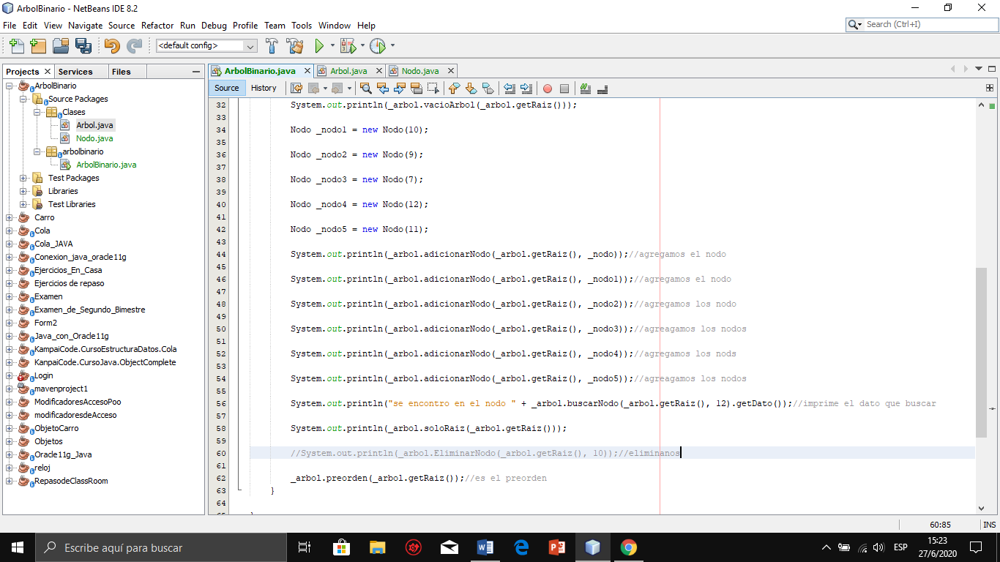 ArbolBinario - NetBeans IDE 8.2
File Edit View Navigate Source Refactor Run Debug Profile Team Tools Window Help
Search (Ctrl+I)
<default config>
Projects Services Files
ArbolBinario
Source Packages
Clases
Arbol.java
Nodo.java
arbolbinario
ArbolBinario.java
Test Packages
Libraries
Test Libraries
Carro
Cola
Cola_JAVA
Conexion_java_oracle11g
Ejercicios_En_Casa
Ejercicios de repaso
Examen
Examen_de_Segundo_Bimestre
Form2
Java_con_Oracle11g
KampaiCode.CursoEstructuraDatos.Cola
KanpaiCode.CursoJava.ObjectComplete
Login
mavenproject1
ModificadoresAccesoPoo
modificadoresdeAcceso
ObjetoCarro
Objetos
Oracle11g_Java
reloj
RepasodeClassRoom
ArbolBinario.java Arbol.java Nodo.java
Source History
32 System.out.println(_arbol.vacioArbol(_arbol.getRaiz()));
33
34 Nodo _nodo1 = new Nodo(10);
35
36 Nodo _nodo2 = new Nodo(9);
37
38 Nodo _nodo3 = new Nodo(7);
39
40 Nodo _nodo4 = new Nodo(12);
41
42 Nodo _nodo5 = new Nodo(11);
43
44 System.out.println(_arbol.adicionarNodo(_arbol.getRaiz(), _nodo));//agregamos el nodo
45
46 System.out.println(_arbol.adicionarNodo(_arbol.getRaiz(), _nodo1));//agregamos el nodo
47
48 System.out.println(_arbol.adicionarNodo(_arbol.getRaiz(), _nodo2));//agregamos los nodo
49
50 System.out.println(_arbol.adicionarNodo(_arbol.getRaiz(), _nodo3));//agreagamos los nodos
51
52 System.out.println(_arbol.adicionarNodo(_arbol.getRaiz(), _nodo4));//agregamos los nods
53
54 System.out.println(_arbol.adicionarNodo(_arbol.getRaiz(), _nodo5));//agreagamos los nodos
55
56 System.out.println("se encontro en el nodo " + _arbol.buscarNodo(_arbol.getRaiz(), 12).getDato());//imprime el dato que buscar
57
58 System.out.println(_arbol.soloRaiz(_arbol.getRaiz()));
59
60 //System.out.println(_arbol.EliminarNodo(_arbol.getRaiz(), 10));//eliminanos
61
62 _arbol.preorden(_arbol.getRaiz());//es el preorden
63 }
64
60:85 INS
Escribe aquí para buscar
ESP
15:23
27/6/2020